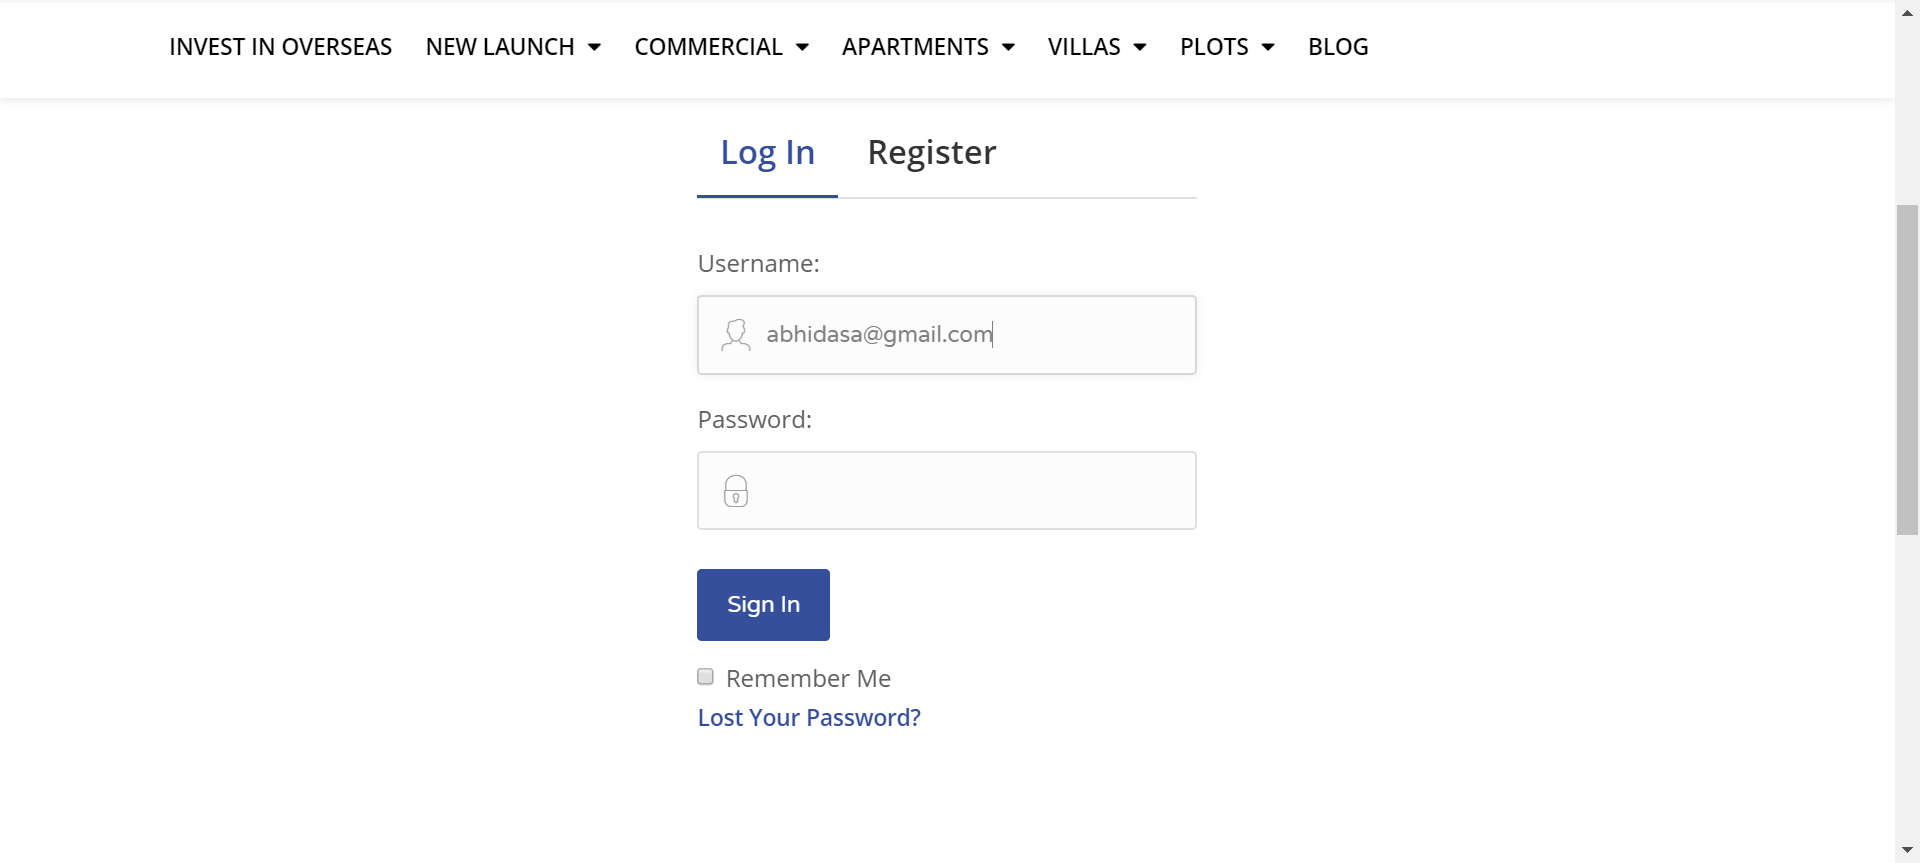 INVEST IN OVERSEAS NEW LAUNCH COMMERCIAL APARTMENTS VILLAS PLOTS BLOG
Log In Register
Username:
abhidasa@gmail.com
Password:
Sign In
Remember Me
Lost Your Password?